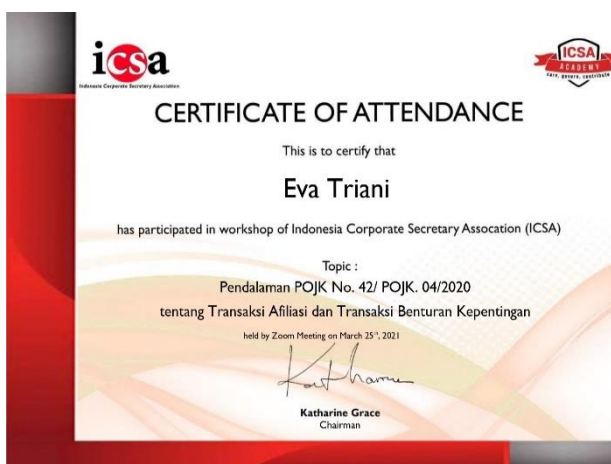 icsa
Indonesia Corporate Secretary Association
ICSA
ACADEMY
care, govern, contribute
CERTIFICATE OF ATTENDANCE
This is to certify that
Eva Triani
has participated in workshop of Indonesia Corporate Secretary Assocation (ICSA)
Topic :
Pendalaman POJK No. 42/ POJK. 04/2020
tentang Transaksi Afiliasi dan Transaksi Benturan Kepentingan
held by Zoom Meeting on March 25th, 2021
Katharine Grace
Chairman